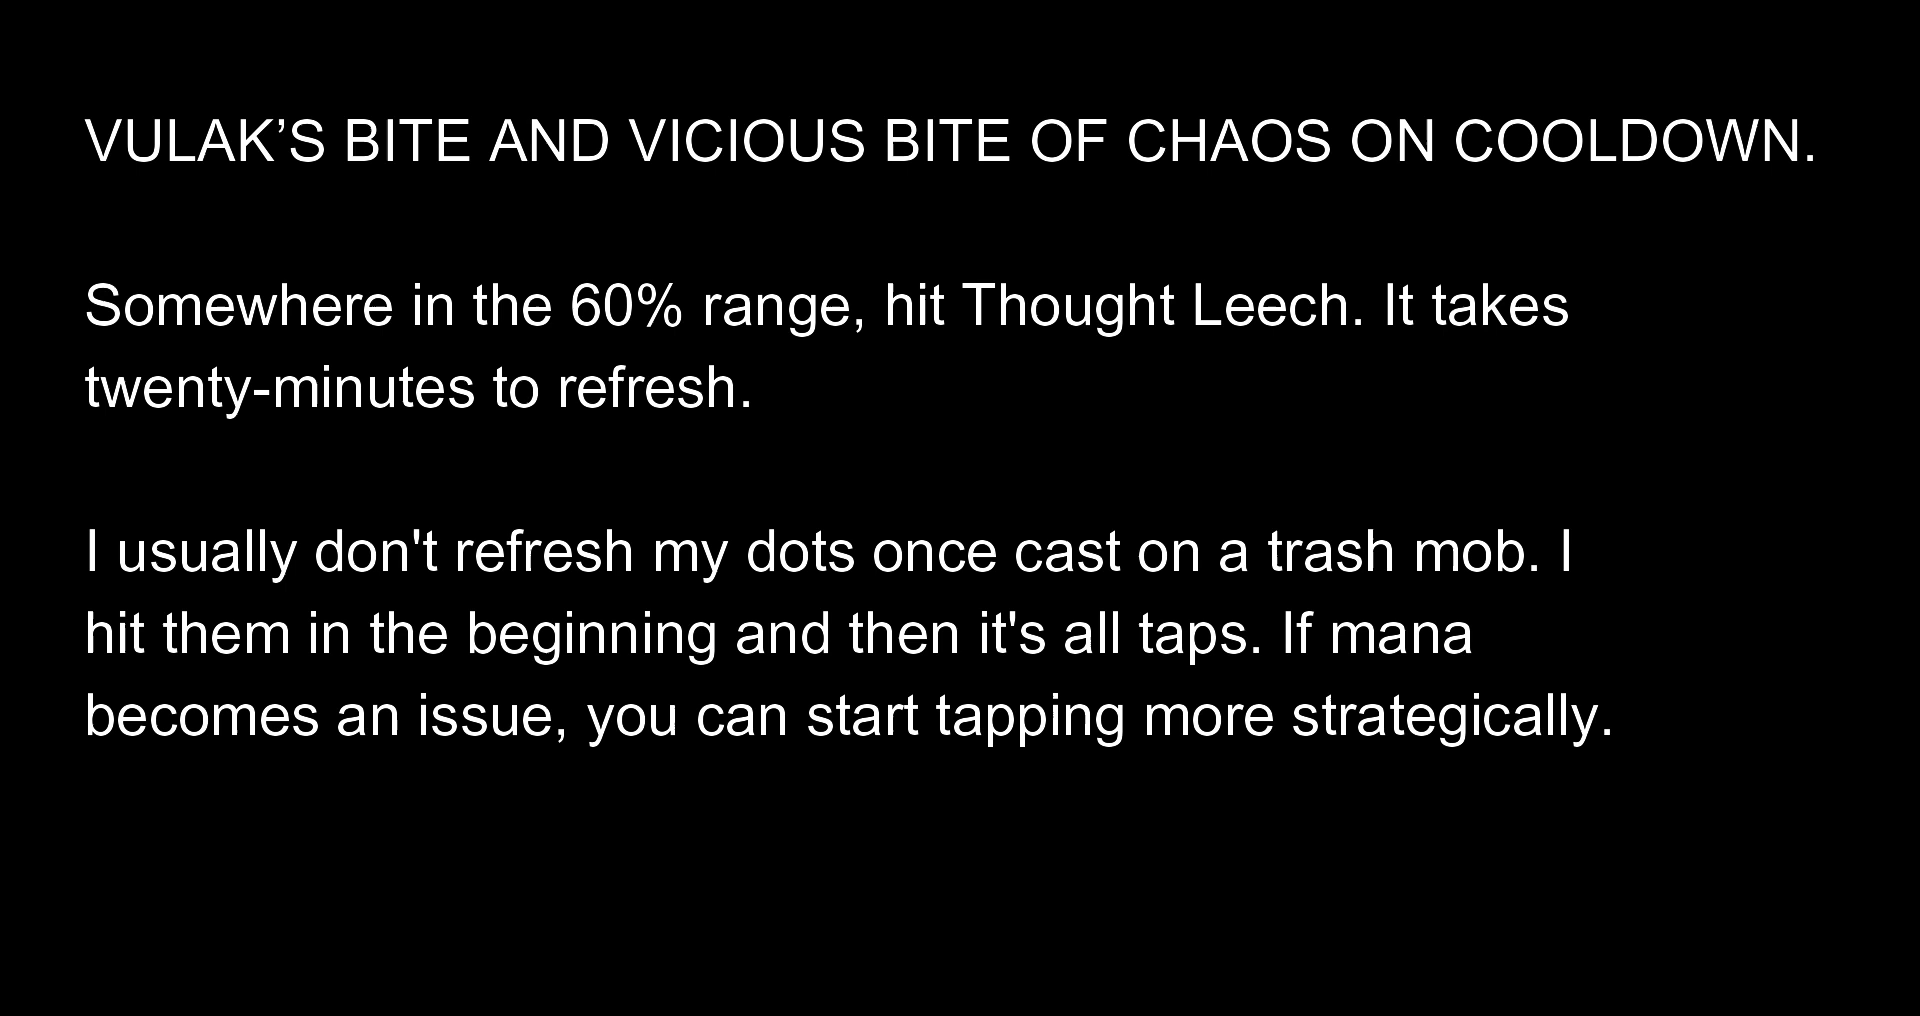 VULAK’S BITE AND VICIOUS BITE OF CHAOS ON COOLDOWN.
Somewhere in the 60% range, hit Thought Leech. It takes
twenty-minutes to refresh.
I usually don't refresh my dots once cast on a trash mob. I
hit them in the beginning and then it's all taps. If mana
becomes an issue, you can start tapping more strategically.